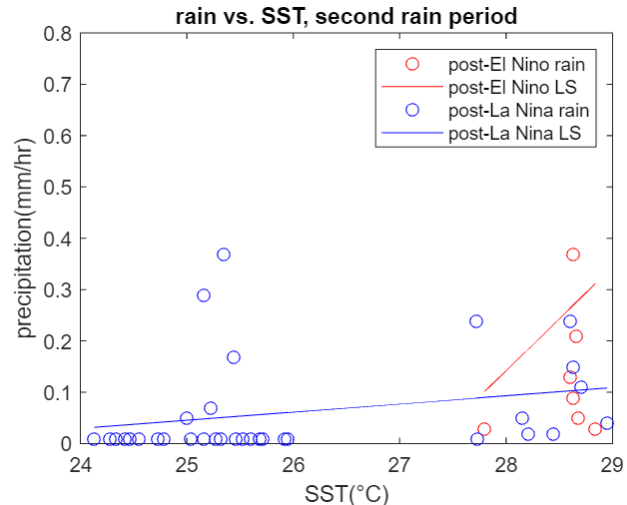 rain vs. SST, second rain period
post-El Nino rain
post-El Nino LS
post-La Nina rain
post-La Nina LS
precipitation(mm/hr)
0.8
0.7
0.6
0.5
0.4
0.3
0.2
0.1
0
24
25
26
27
28
29
SST(°C)